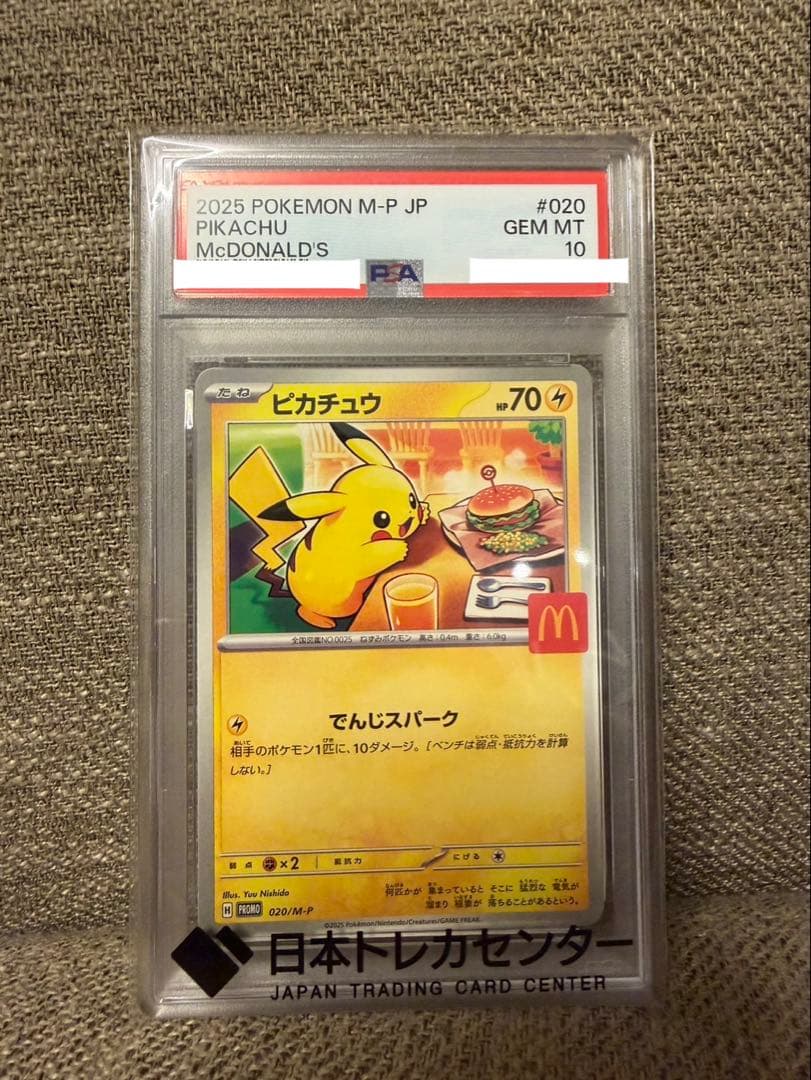 2025 POKEMON M-P JP #020
PIKACHU GEM MT
McDONALD'S 10
PSA
たね ピカチュウ HP70
全国図鑑NO.0025 ねずみポケモン 高さ:0.4m 重さ:6.0kg
でんじスパーク
相手のポケモン1匹に、10ダメージ。[ベンチは弱点・抵抗力を計算
しない。]
弱点 ×2 抵抗力 にげる
Illus. Yuu Nishida
何匹かが 集まっていると そこに 猛烈な 電気が
溜まり 稲妻が 落ちることがあるという。
H PROMO 020/M-P
©2025 Pokémon/Nintendo/Creatures/GAME FREAK.
日本トレカセンター
JAPAN TRADING CARD CENTER